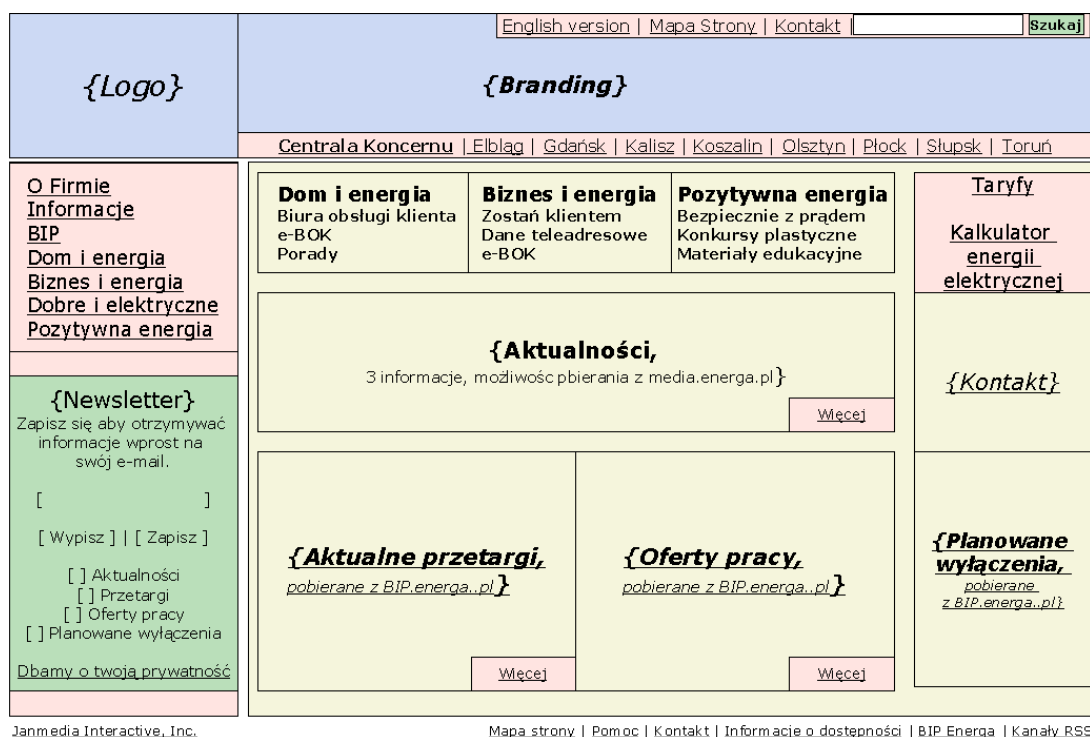 English version | Mapa Strony | Kontakt | Szukaj
{Logo}
{Branding}
Centrala Koncernu | Elbląg | Gdańsk | Kalisz | Koszalin | Olsztyn | Płock | Słupsk | Toruń
O Firmie
Informacje
BIP
Dom i energia
Biznes i energia
Dobre i elektryczne
Pozytywna energia
{Newsletter}
Zapisz się aby otrzymywać
informacje wprost na
swój e-mail.
[ ]
[ Wypisz ] | [ Zapisz ]
[ ] Aktualności
[ ] Przetargi
[ ] Oferty pracy
[ ] Planowane wyłączenia
Dbamy o twoją prywatność
Dom i energia
Biura obsługi klienta
e-BOK
Porady
Biznes i energia
Zostań klientem
Dane teleadresowe
e-BOK
Pozytywna energia
Bezpiecznie z prądem
Konkursy plastyczne
Materiały edukacyjne
{Aktualności,
3 informacje, możliwośc pbierania z media.energa.pl}
Więcej
{Aktualne przetargi,
pobierane z BIP.energa..pl}
Więcej
{Oferty pracy,
pobierane z BIP.energa..pl}
Więcej
Taryfy
Kalkulator
energii
elektrycznej
{Kontakt}
{Planowane
wyłączenia,
pobierane
z BIP.energa..pl}
Janmedia Interactive, Inc.
Mapa strony | Pomoc | Kontakt | Informacje o dostępności | BIP Energa | Kanały RSS